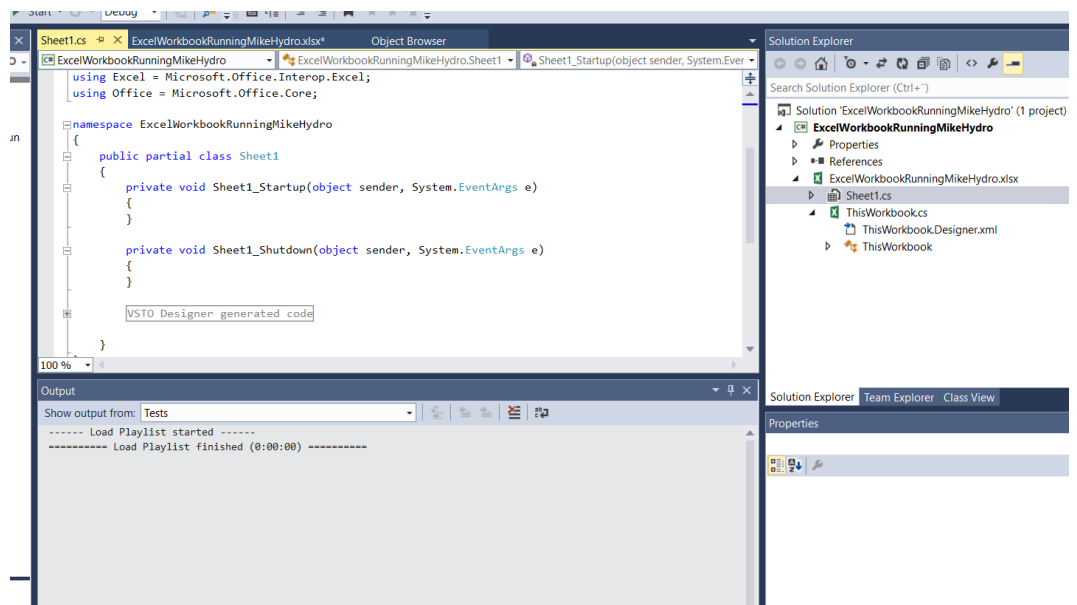 Start Debug
Sheet1.cs ExcelWorkbookRunningMikeHydro.xlsx* Object Browser
ExcelWorkbookRunningMikeHydro ExcelWorkbookRunningMikeHydro.Sheet1 Sheet1_Startup(object sender, System.Ever
using Excel = Microsoft.Office.Interop.Excel;
using Office = Microsoft.Office.Core;
namespace ExcelWorkbookRunningMikeHydro
{
public partial class Sheet1
{
private void Sheet1_Startup(object sender, System.EventArgs e)
{
}
private void Sheet1_Shutdown(object sender, System.EventArgs e)
{
}
VSTO Designer generated code
}
100 %
Output
Show output from: Tests
------ Load Playlist started ------
========== Load Playlist finished (0:00:00) ==========
Solution Explorer
Search Solution Explorer (Ctrl+¨)
Solution 'ExcelWorkbookRunningMikeHydro' (1 project)
ExcelWorkbookRunningMikeHydro
Properties
References
ExcelWorkbookRunningMikeHydro.xlsx
Sheet1.cs
ThisWorkbook.cs
ThisWorkbook.Designer.xml
ThisWorkbook
Solution Explorer Team Explorer Class View
Properties